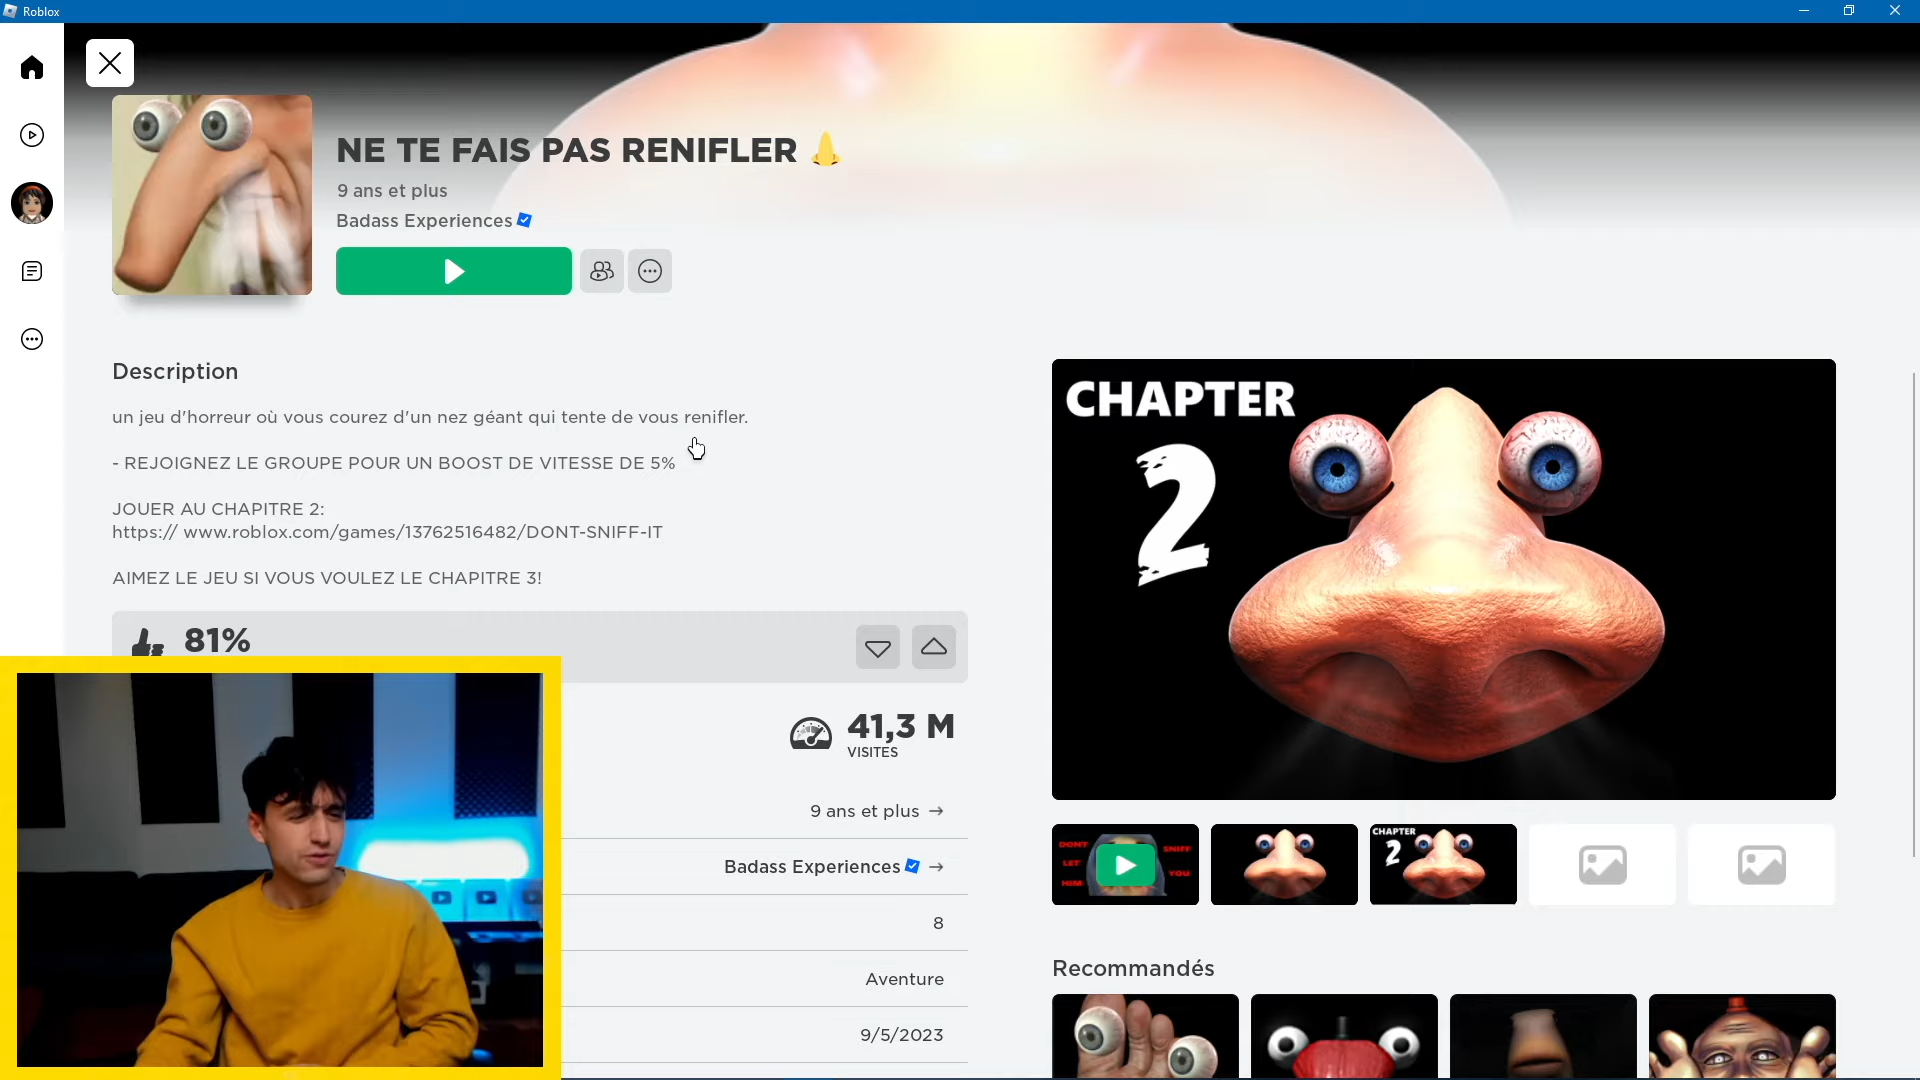 Roblox
NE TE FAIS PAS RENIFLER
9 ans et plus
Badass Experiences
Description
un jeu d'horreur où vous courez d'un nez géant qui tente de vous renifler.
- REJOIGNEZ LE GROUPE POUR UN BOOST DE VITESSE DE 5%
JOUER AU CHAPITRE 2:
https:// www.roblox.com/games/13762516482/DONT-SNIFF-IT
AIMEZ LE JEU SI VOUS VOULEZ LE CHAPITRE 3!
81%
41,3 M
VISITES
9 ans et plus
Badass Experiences
8
Aventure
9/5/2023
CHAPTER
2
DONT
LET
HIM
SNIFF
YOU
CHAPTER
2
Recommandés